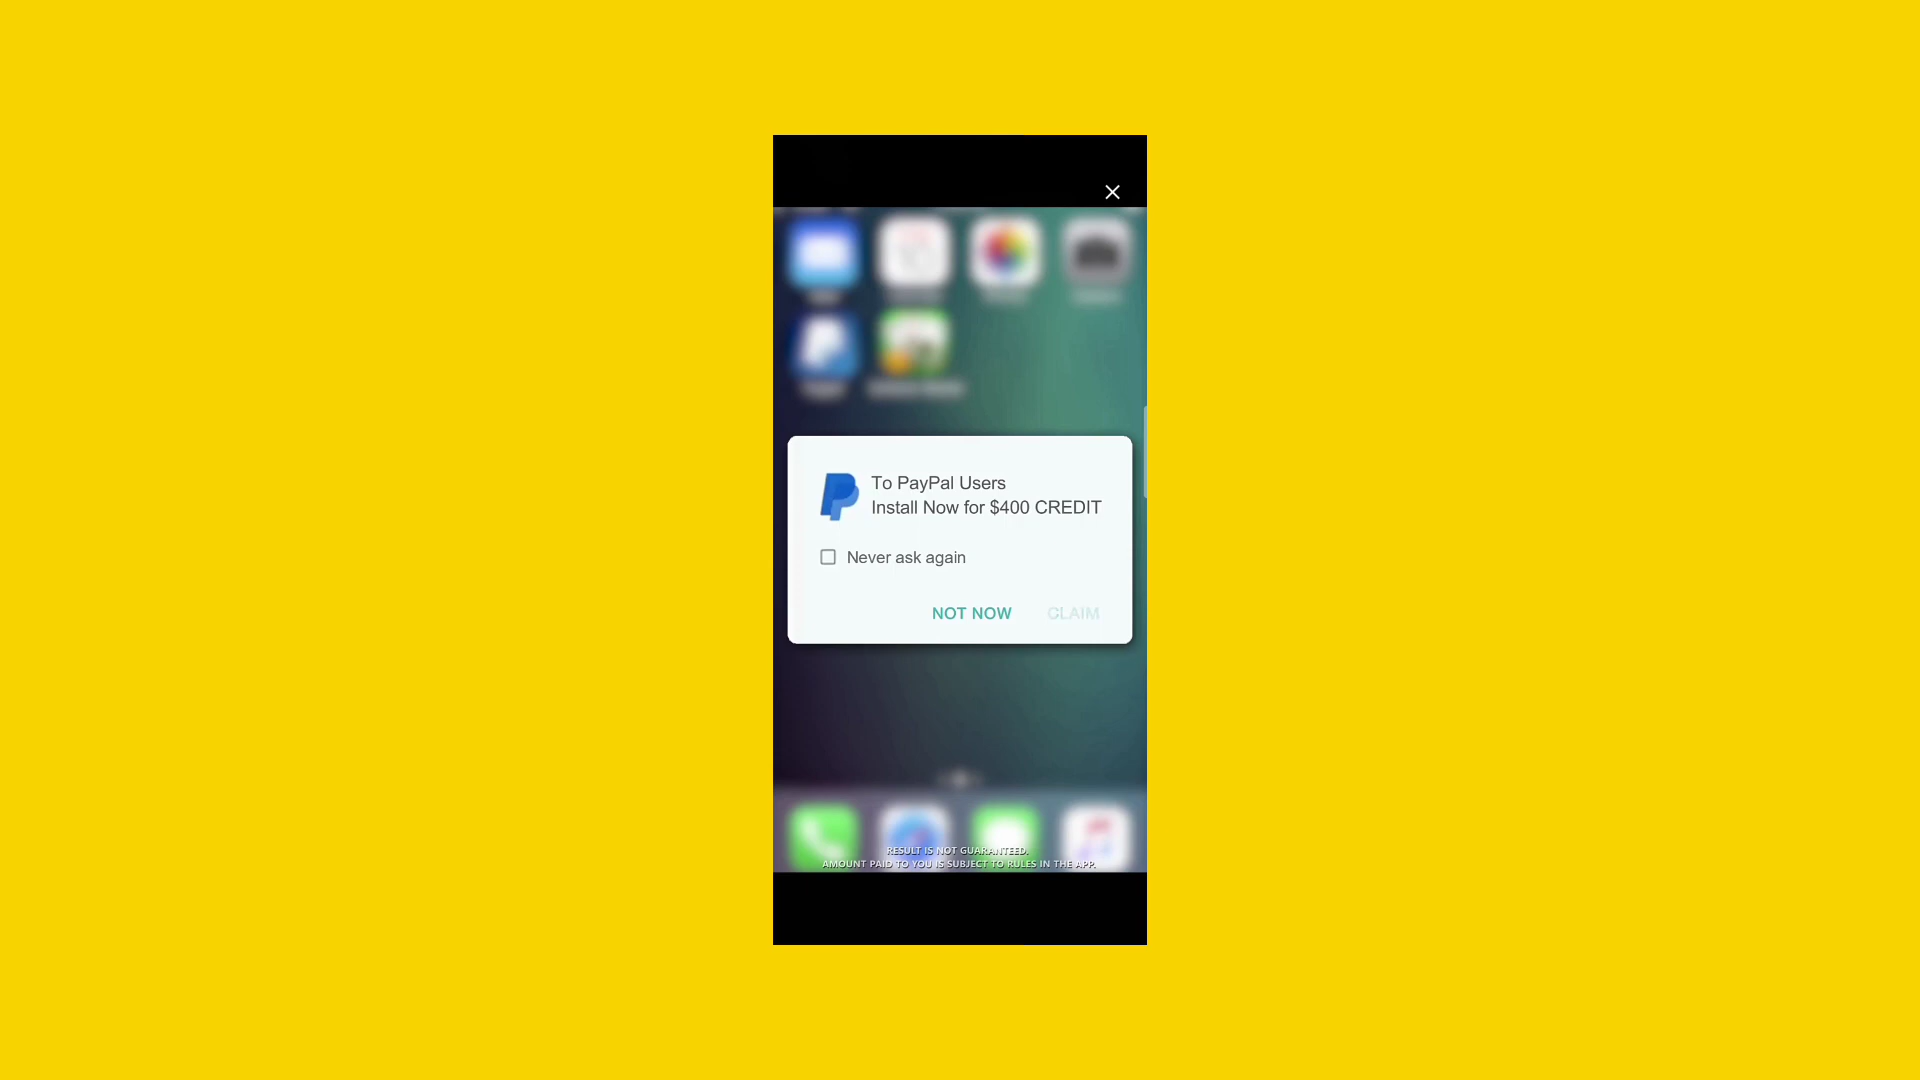 To PayPal Users
Install Now for $400 CREDIT
Never ask again
NOT NOW CLAIM
RESULT IS NOT GUARANTEED.
AMOUNT PAID TO YOU IS SUBJECT TO RULES IN THE APP.